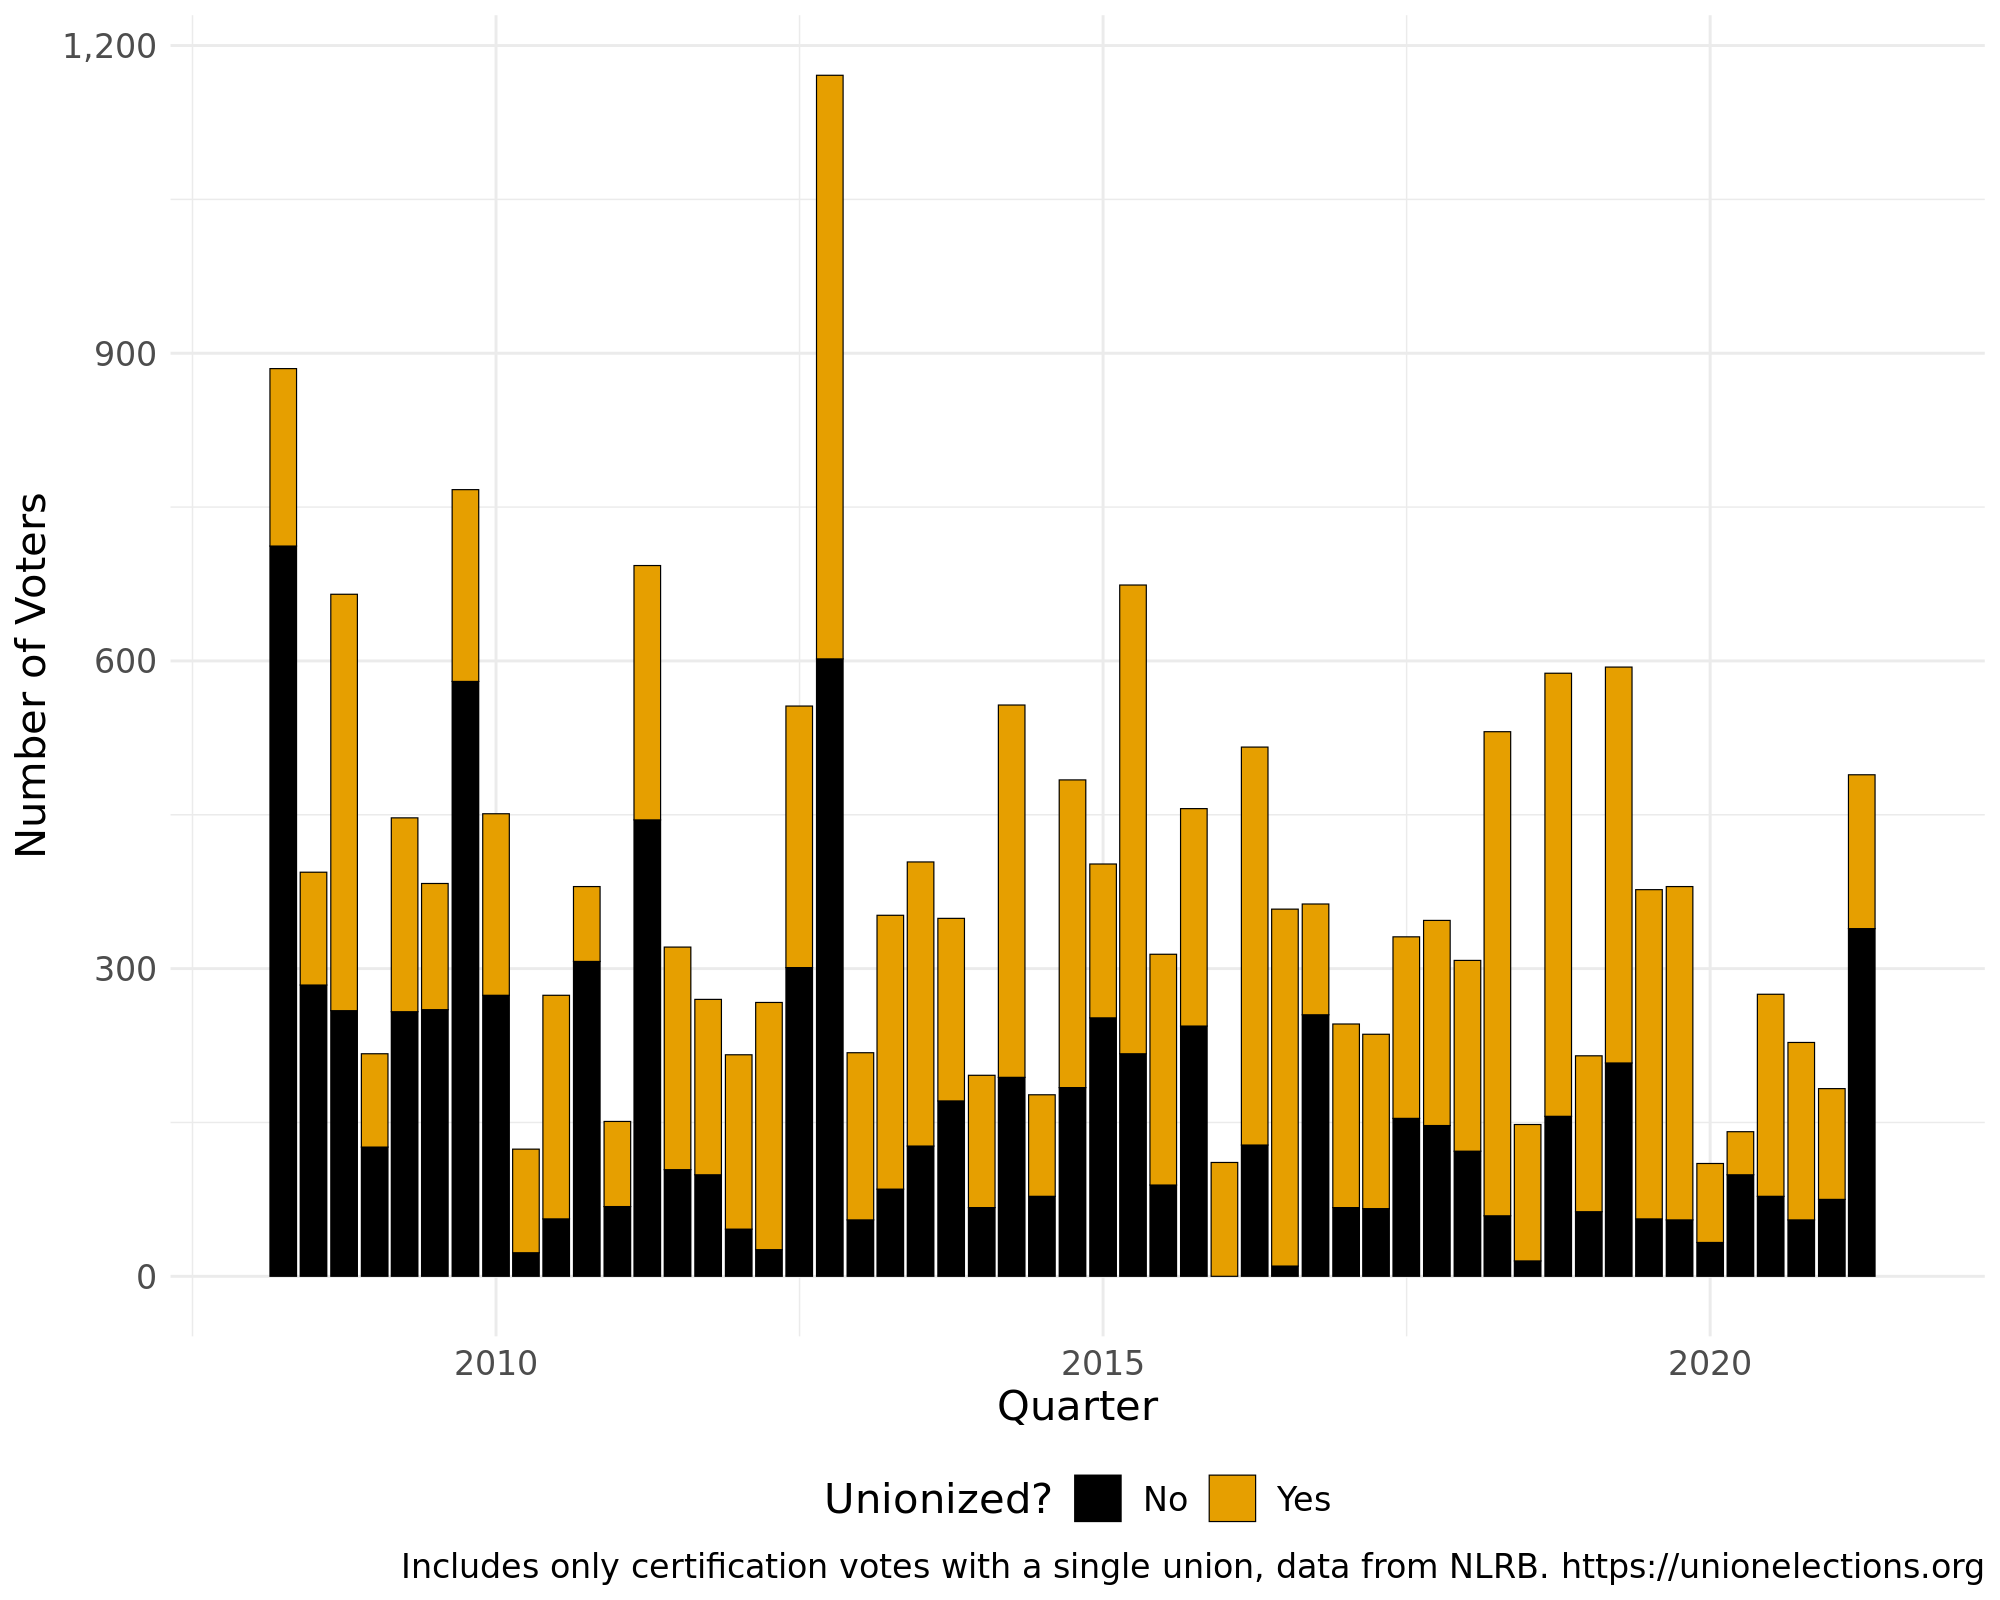 1,200
900
600
300
0
Number of Voters
2010 2015 2020
Quarter
Unionized? No Yes
Includes only certification votes with a single union, data from NLRB. https://unionelections.org